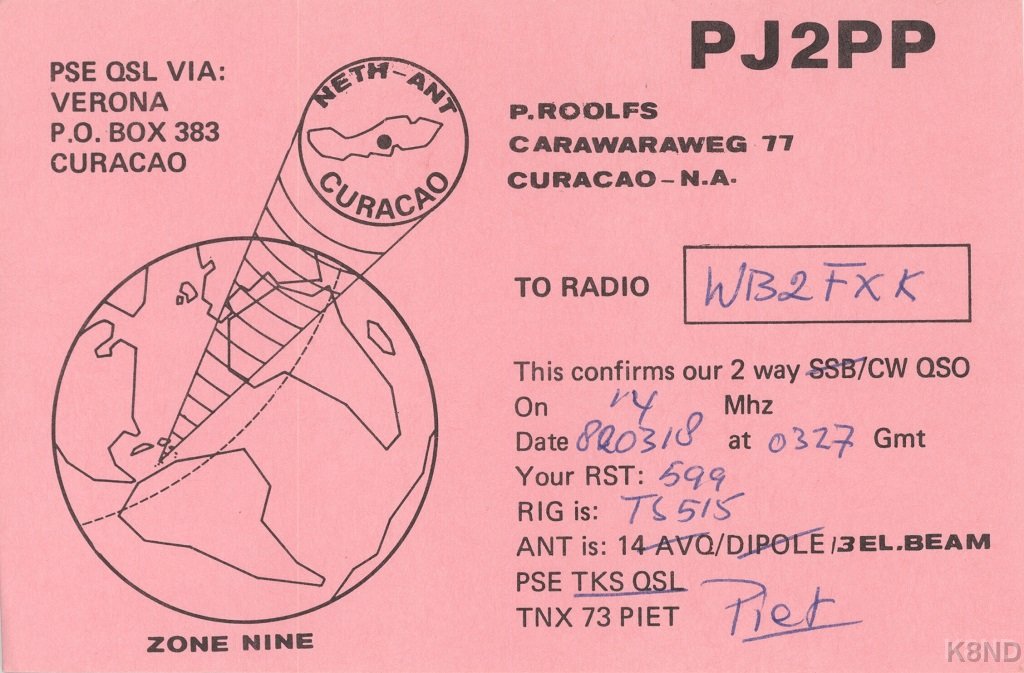 PJ2PP
PSE QSL VIA:
VERONA
P.O. BOX 383
CURACAO
NETH-ANT
CURACAO
P.ROOLFS
CARAWARAWEG 77
CURACAO-N.A.
TO RADIO WB2FXK
This confirms our 2 way SSB/CW QSO
On 14 Mhz
Date 820318 at 0327 Gmt
Your RST: 599
RIG is: TS515
ANT is: 14 AVQ/DIPOLE/3EL.BEAM
PSE TKS QSL
TNX 73 PIET Piet
ZONE NINE
K8ND